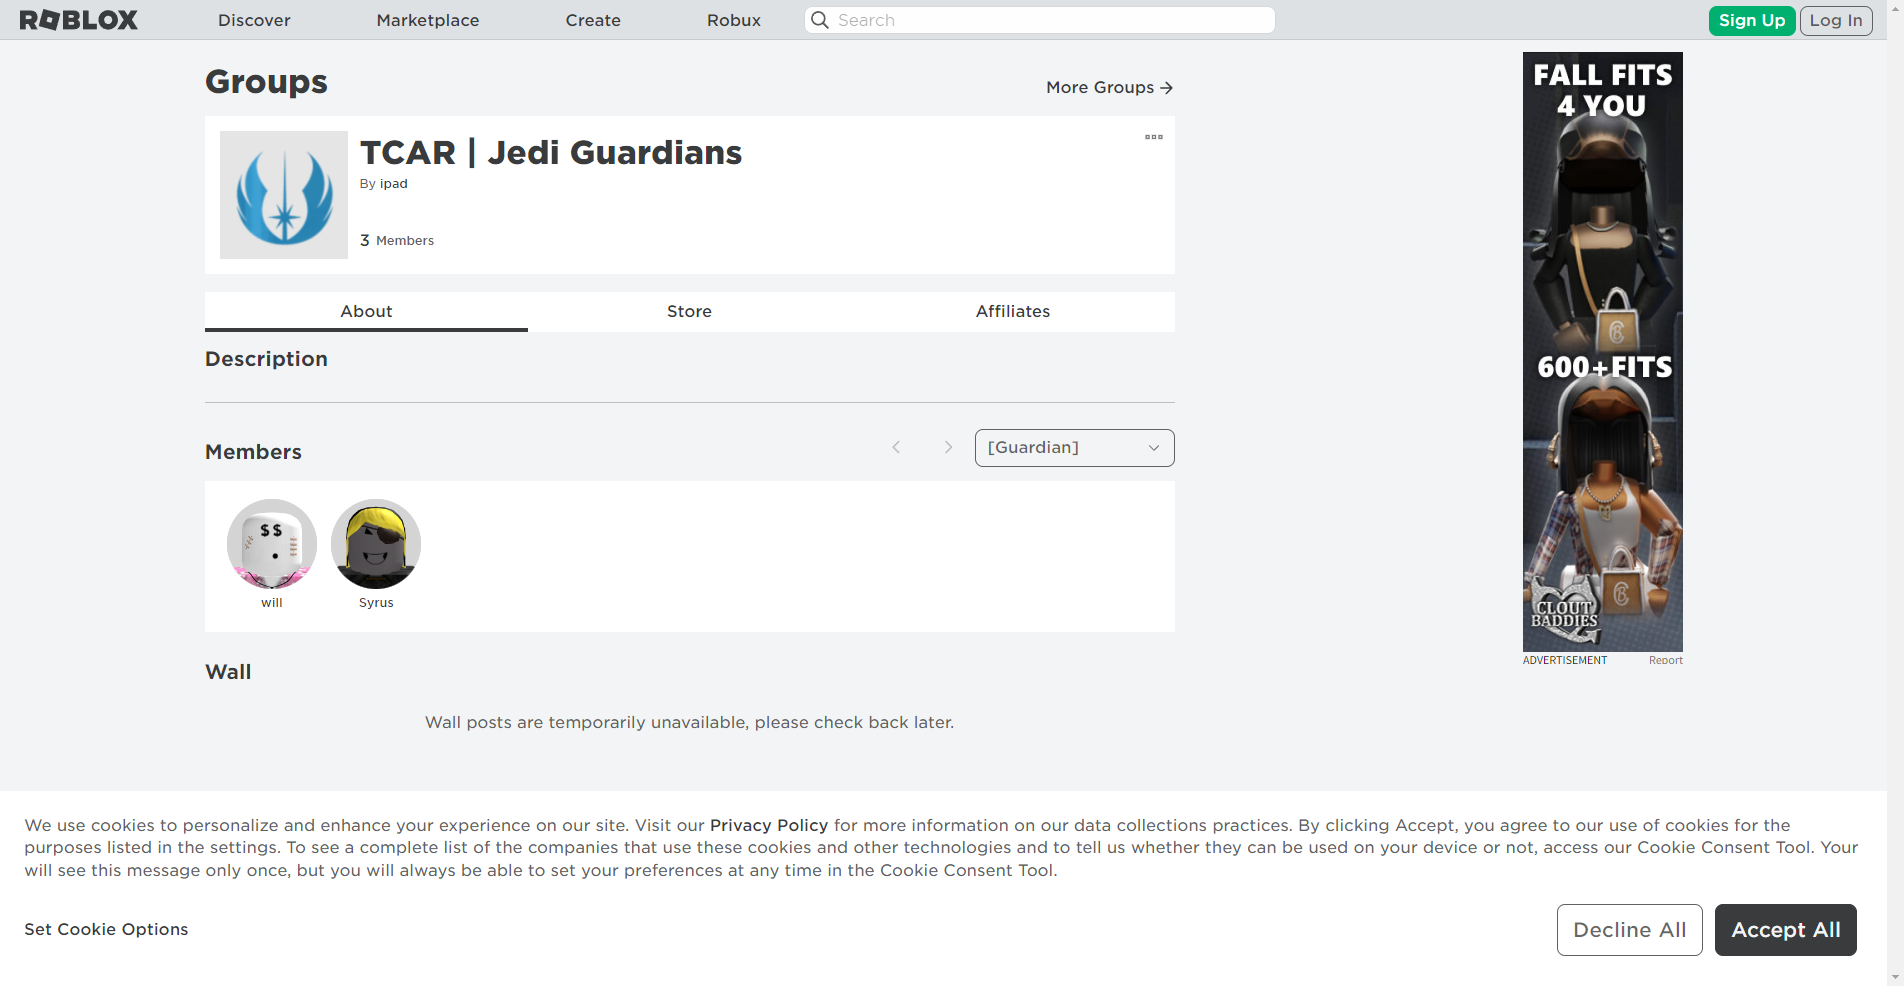 ROBLOX
Discover
Marketplace
Create
Robux
Search
Sign Up
Log In
Groups
More Groups
TCAR | Jedi Guardians
By ipad
3 Members
About
Store
Affiliates
Description
Members
[Guardian]
$$
will
Syrus
Wall
Wall posts are temporarily unavailable, please check back later.
FALL FITS
4 YOU
600+FITS
CLOUT
BADDIES
ADVERTISEMENT
Report
We use cookies to personalize and enhance your experience on our site. Visit our Privacy Policy for more information on our data collections practices. By clicking Accept, you agree to our use of cookies for the
purposes listed in the settings. To see a complete list of the companies that use these cookies and other technologies and to tell us whether they can be used on your device or not, access our Cookie Consent Tool. Your
will see this message only once, but you will always be able to set your preferences at any time in the Cookie Consent Tool.
Set Cookie Options
Decline All
Accept All